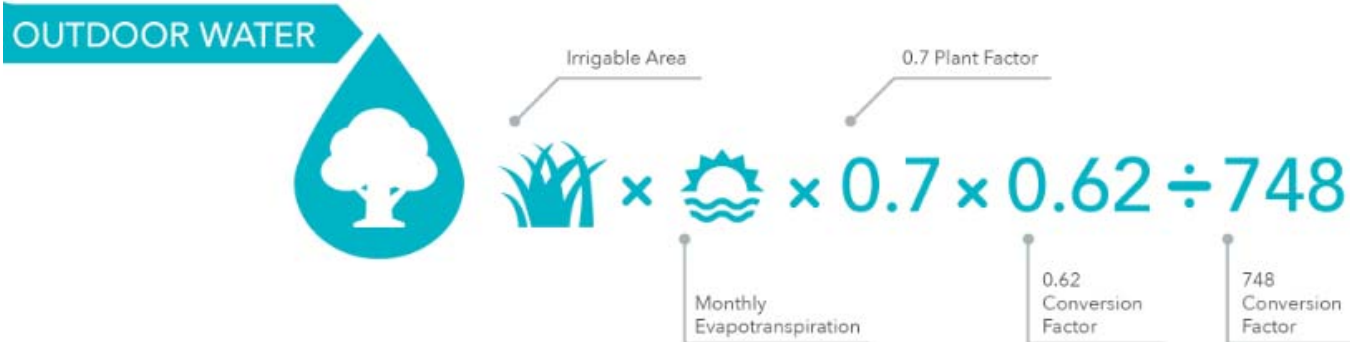 OUTDOOR WATER
Irrigable Area
0.7 Plant Factor
× × 0.7 × 0.62 ÷ 748
Monthly
Evapotranspiration
0.62
Conversion
Factor
748
Conversion
Factor